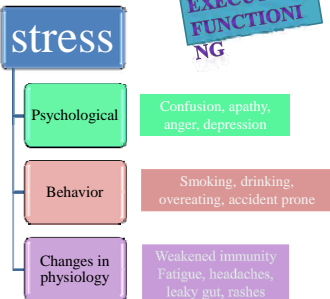 EXECUTI
FUNCTIONI
NG
stress
Psychological
Confusion, apathy,
anger, depression
Behavior
Smoking, drinking,
overeating, accident prone
Changes in
physiology
Weakened immunity
Fatigue, headaches,
leaky gut, rashes